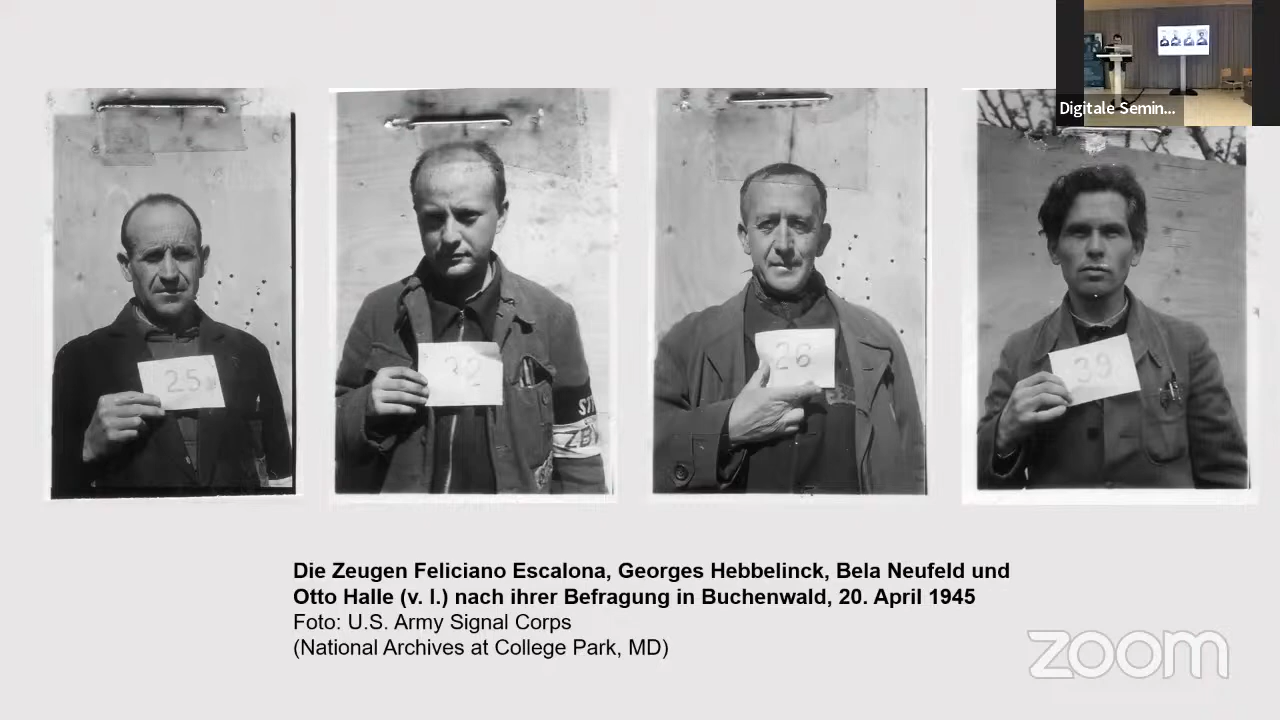 Digitale Semin...
25
32
26
39
Die Zeugen Feliciano Escalona, Georges Hebbelinck, Bela Neufeld und
Otto Halle (v. l.) nach ihrer Befragung in Buchenwald, 20. April 1945
Foto: U.S. Army Signal Corps
(National Archives at College Park, MD)
zoom